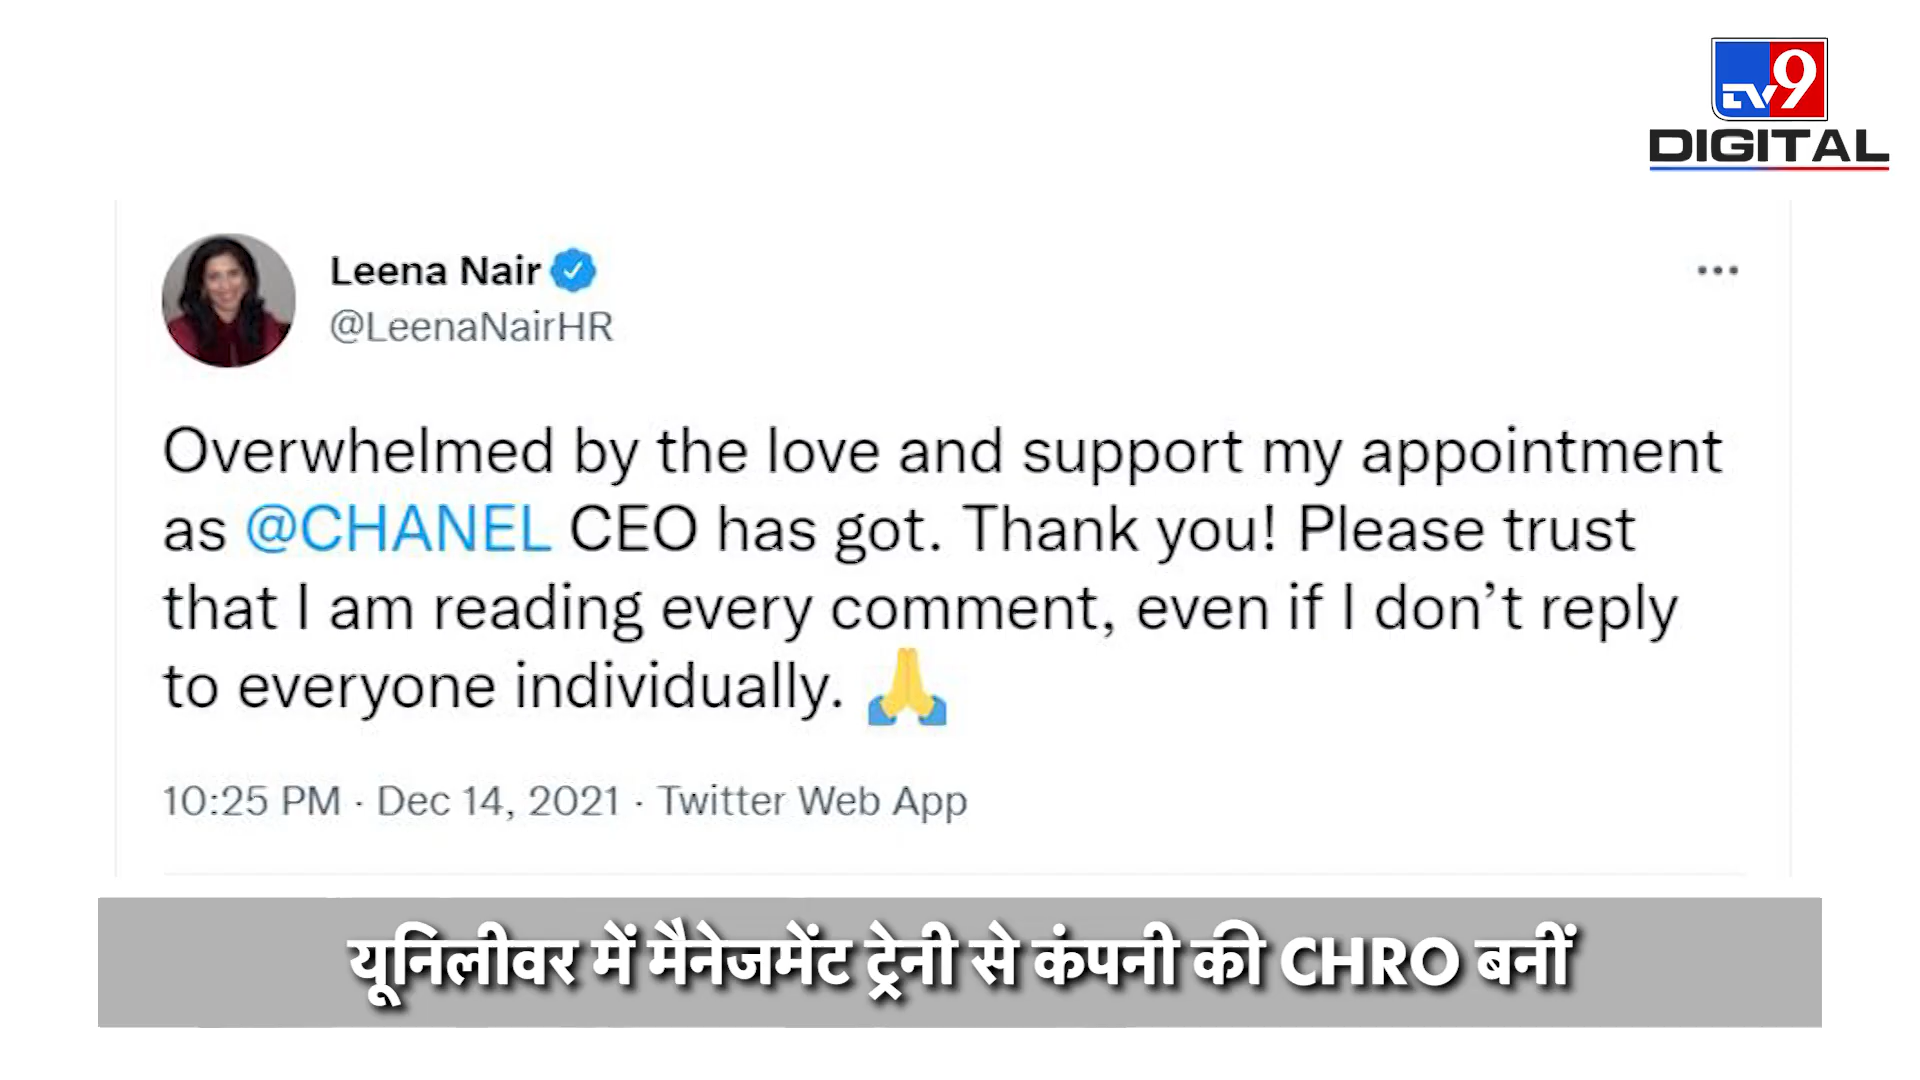 TV9
DIGITAL
Leena Nair
@LeenaNairHR
Overwhelmed by the love and support my appointment
as @CHANEL CEO has got. Thank you! Please trust
that I am reading every comment, even if I don’t reply
to everyone individually. 🙏
10:25 PM · Dec 14, 2021 · Twitter Web App
यूनिलीवर में मैनेजमेंट ट्रेनी से कंपनी की CHRO बनीं